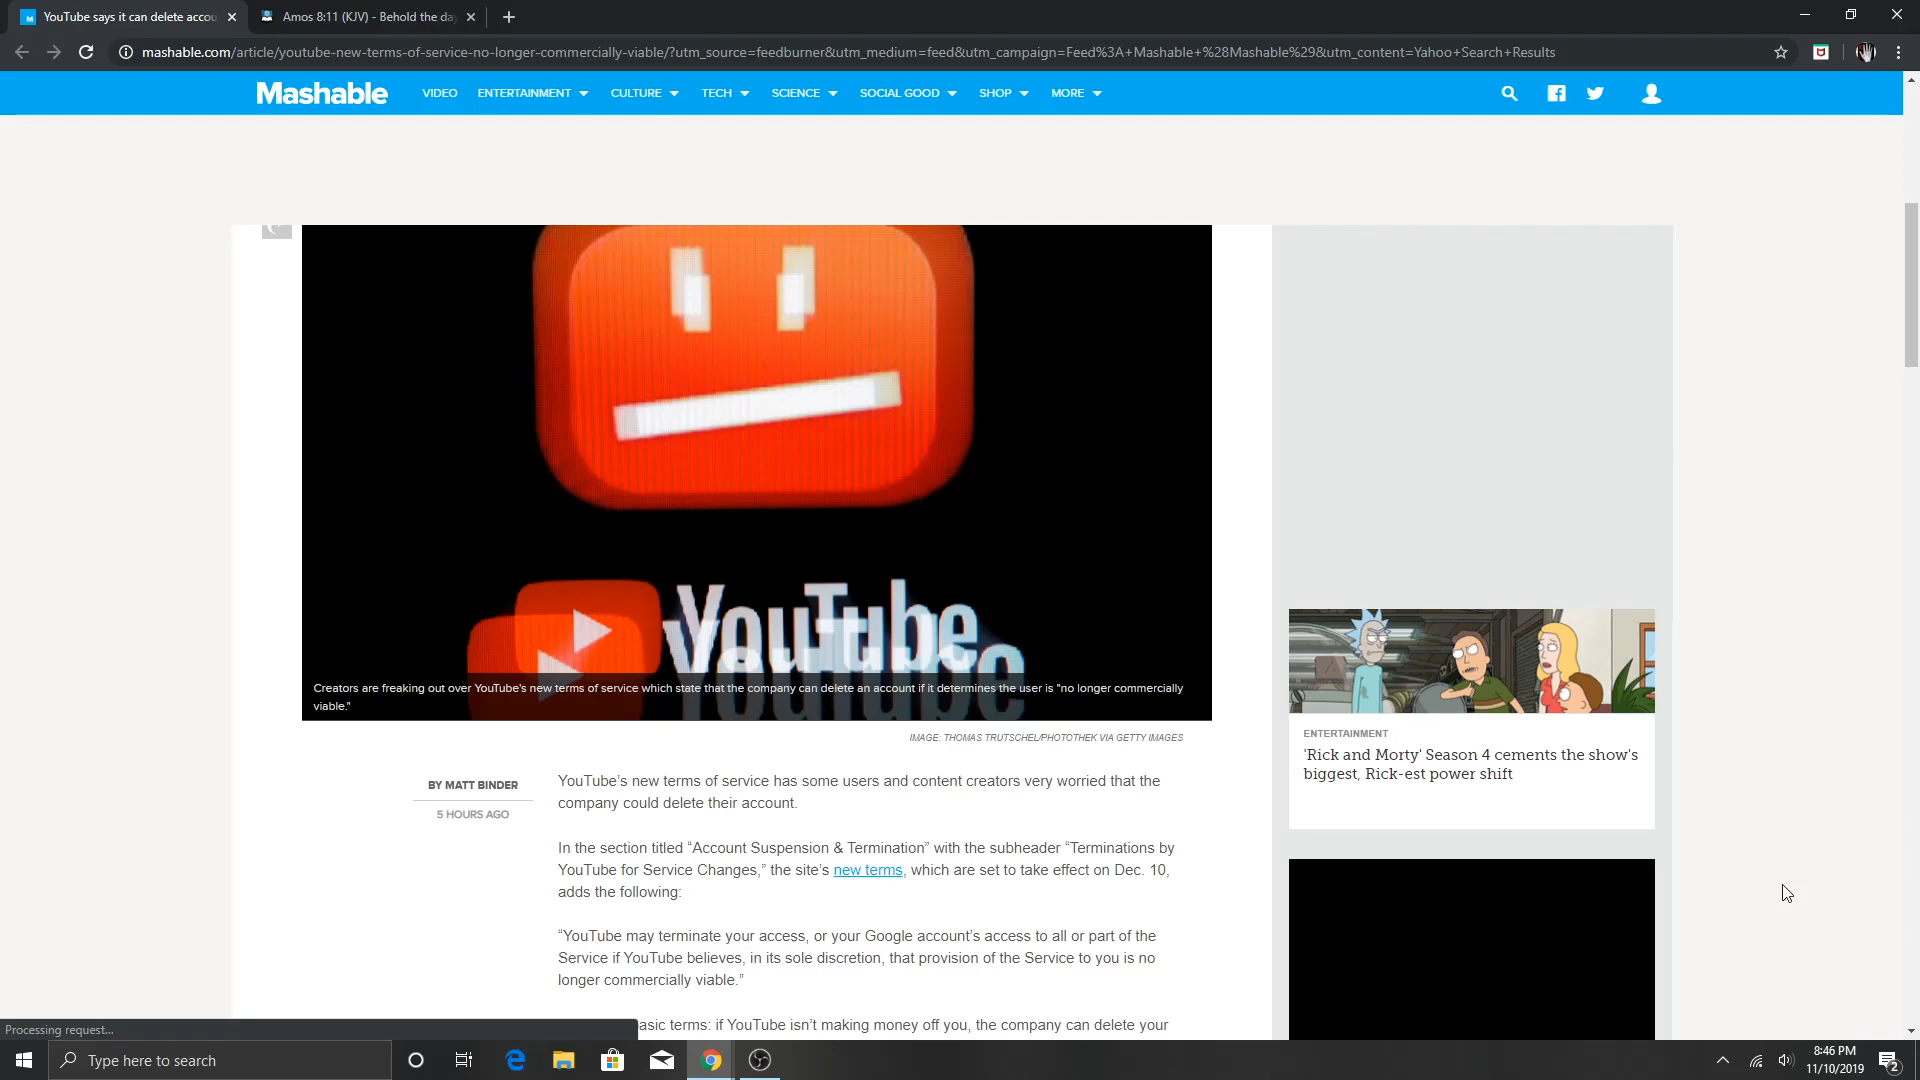 YouTube says it can delete accou
Amos 8:11 (KJV) - Behold the da
mashable.com/article/youtube-new-terms-of-service-no-longer-commercially-viable/?utm_source=feedburner&utm_medium=feed&utm_campaign=Feed%3A+Mashable+%28Mashable%29&utm_content=Yahoo+Search+Results
Mashable VIDEO ENTERTAINMENT CULTURE TECH SCIENCE SOCIAL GOOD SHOP MORE
YouTube
YouTube
Creators are freaking out over YouTube's new terms of service which state that the company can delete an account if it determines the user is "no longer commercially
viable."
IMAGE: THOMAS TRUTSCHEL/PHOTOTHEK VIA GETTY IMAGES
BY MATT BINDER
5 HOURS AGO
YouTube’s new terms of service has some users and content creators very worried that the
company could delete their account.
In the section titled “Account Suspension & Termination” with the subheader “Terminations by
YouTube for Service Changes,” the site’s new terms, which are set to take effect on Dec. 10,
adds the following:
“YouTube may terminate your access, or your Google account’s access to all or part of the
Service if YouTube believes, in its sole discretion, that provision of the Service to you is no
longer commercially viable.”
asic terms: if YouTube isn’t making money off you, the company can delete your
ENTERTAINMENT
'Rick and Morty' Season 4 cements the show's
biggest, Rick-est power shift
Processing request...
Type here to search
8:46 PM
11/10/2019
2